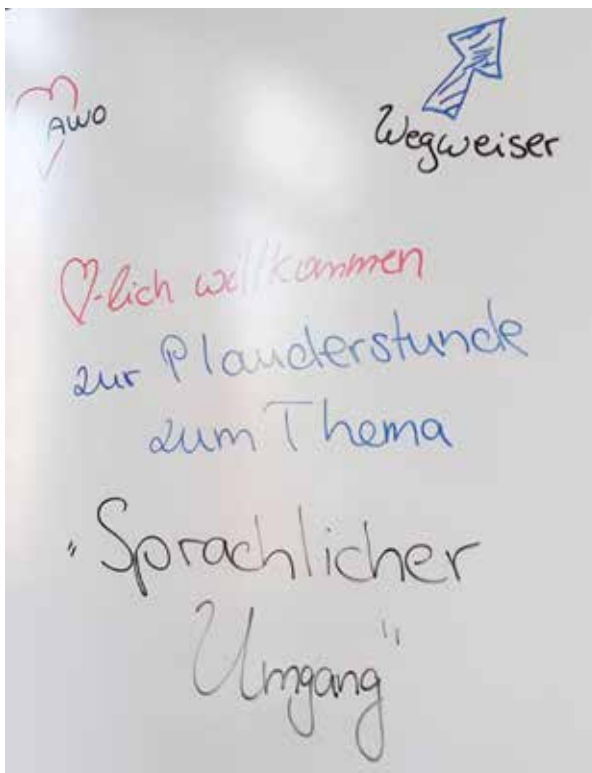 AWO
Wegweiser
♡-lich willkommen
zur Plauderstunde
zum Thema
"Sprachlicher
Umgang"